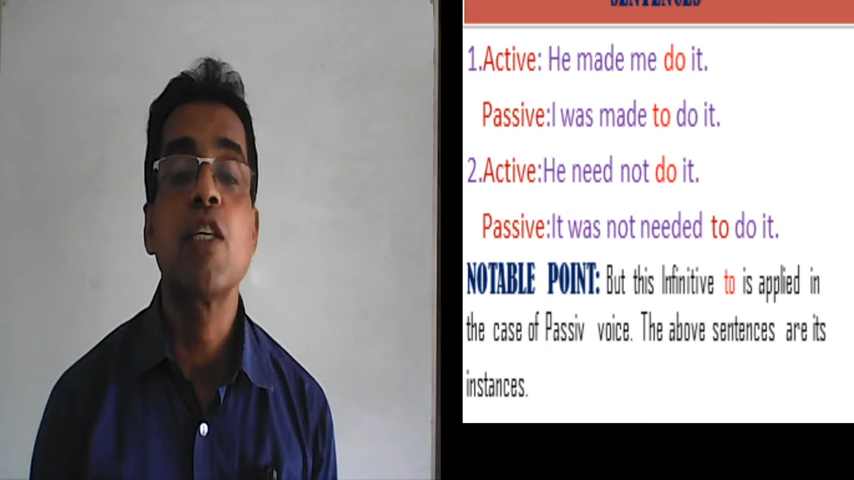 SENTENCES
1.Active: He made me do it.
Passive:I was made to do it.
2.Active:He need not do it.
Passive:It was not needed to do it.
NOTABLE POINT: But this Infinitive to is applied in
the case of Passiv voice. The above sentences are its
instances.